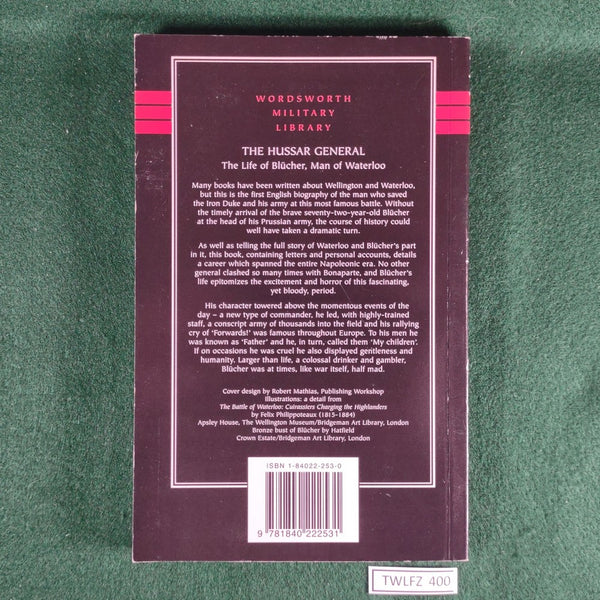 WORDSWORTH
MILITARY
LIBRARY
THE HUSSAR GENERAL
The Life of Blücher, Man of Waterloo
Many books have been written about Wellington and Waterloo,
but this is the first English biography of the man who saved
the Iron Duke and his army at this most famous battle. Without
the timely arrival of the brave seventy-two-year-old Blücher
at the head of his Prussian army, the course of history could
well have taken a dramatic turn.
As well as telling the full story of Waterloo and Blücher's part
in it, this book, containing letters and personal accounts, details
a career which spanned the entire Napoleonic era. No other
general clashed so many times with Bonaparte, and Blücher's
life epitomizes the excitement and horror of this fascinating,
yet bloody, period.
His character towered above the momentous events of the
day – a new type of commander, he led, with highly-trained
staff, a conscript army of thousands into the field and his rallying
cry of 'Forwards!' was famous throughout Europe. To his men he
was known as 'Father' and he, in turn, called them 'My children'.
If on occasions he was cruel he also displayed gentleness and
humanity. Larger than life, a colossal drinker and gambler,
Blücher was at times, like war itself, half mad.
Cover design by Robert Mathias, Publishing Workshop
Illustrations: a detail from
The Battle of Waterloo: Cuirassiers Charging the Highlanders
by Felix Philippoteaux (1815-1884)
Apsley House, The Wellington Museum/Bridgeman Art Library, London
Bronze bust of Blücher by Hatfield
Crown Estate/Bridgeman Art Library, London
ISBN 1-84022-253-0
9 781840 222531
TWLFZ 400